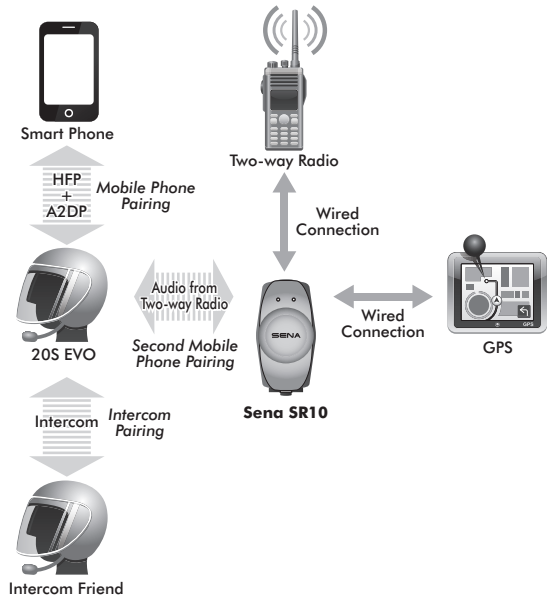 Smart Phone
Two-way Radio
HFP
+
A2DP
Mobile Phone
Pairing
Wired
Connection
Audio from
Two-way Radio
20S EVO
Second Mobile
Phone Pairing
SENA
Sena SR10
Wired
Connection
GPS
GPS
Intercom
Intercom
Pairing
Intercom Friend